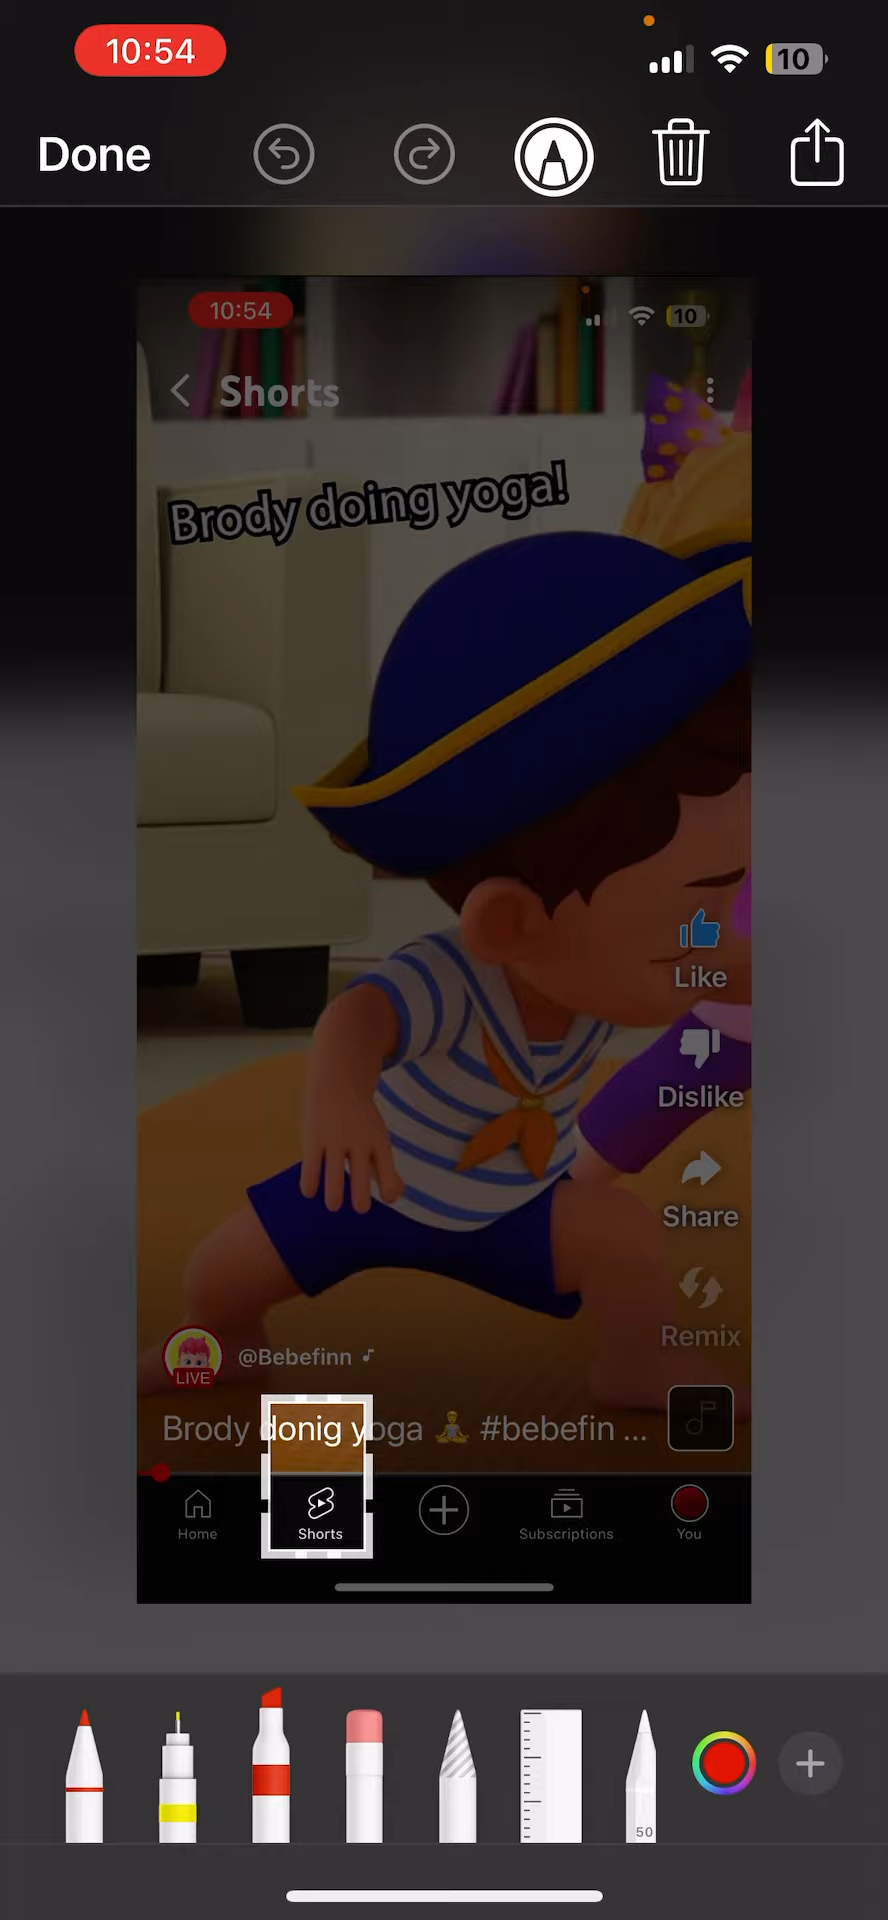 10:54
10
Done
10:54
10
Shorts
Brody doing yoga!
Like
Dislike
Share
Remix
@Bebefinn
LIVE
Brody donig yoga 🧘 #bebefin ...
Home
Shorts
Subscriptions
You
50